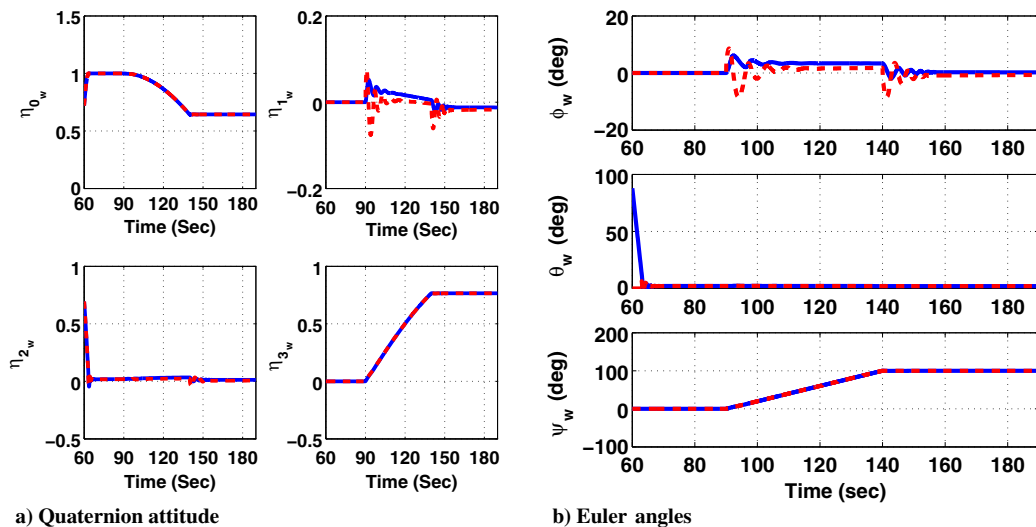 1.5
1
0.5
0
60 90 120 150 180
Time (Sec)
η0w
0.2
0
−0.2
60 90 120 150 180
Time (Sec)
η1w
1
0.5
0
−0.5
60 90 120 150 180
Time (Sec)
η2w
1
0.5
0
−0.5
60 90 120 150 180
Time (Sec)
η3w
a) Quaternion attitude
20
0
−20
60 80 100 120 140 160 180
ϕw (deg)
100
50
0
60 80 100 120 140 160 180
θw (deg)
100
0
−100
60 80 100 120 140 160 180
Time (sec)
ψw (deg)
b) Euler angles